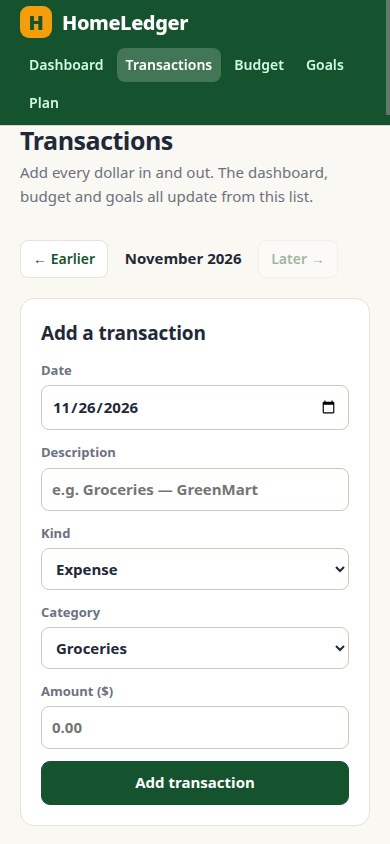 H HomeLedger
Dashboard Transactions Budget Goals
Plan
Transactions
Add every dollar in and out. The dashboard,
budget and goals all update from this list.
← Earlier November 2026 Later →
Add a transaction
Date
11/26/2026
Description
e.g. Groceries — GreenMart
Kind
Expense
Category
Groceries
Amount ($)
0.00
Add transaction